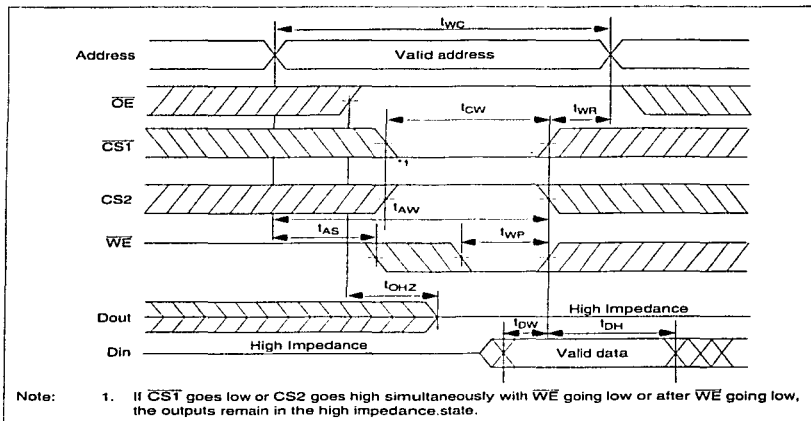 tWC
Address
Valid address
OE
tCW
tWR
CS1
*1
CS2
tAW
tAS
tWP
WE
tOHZ
High Impedance
Dout
tDW
tDH
High Impedance
Din
Valid data
Note: 1. If CS1 goes low or CS2 goes high simultaneously with WE going low or after WE going low,
the outputs remain in the high impedance.state.